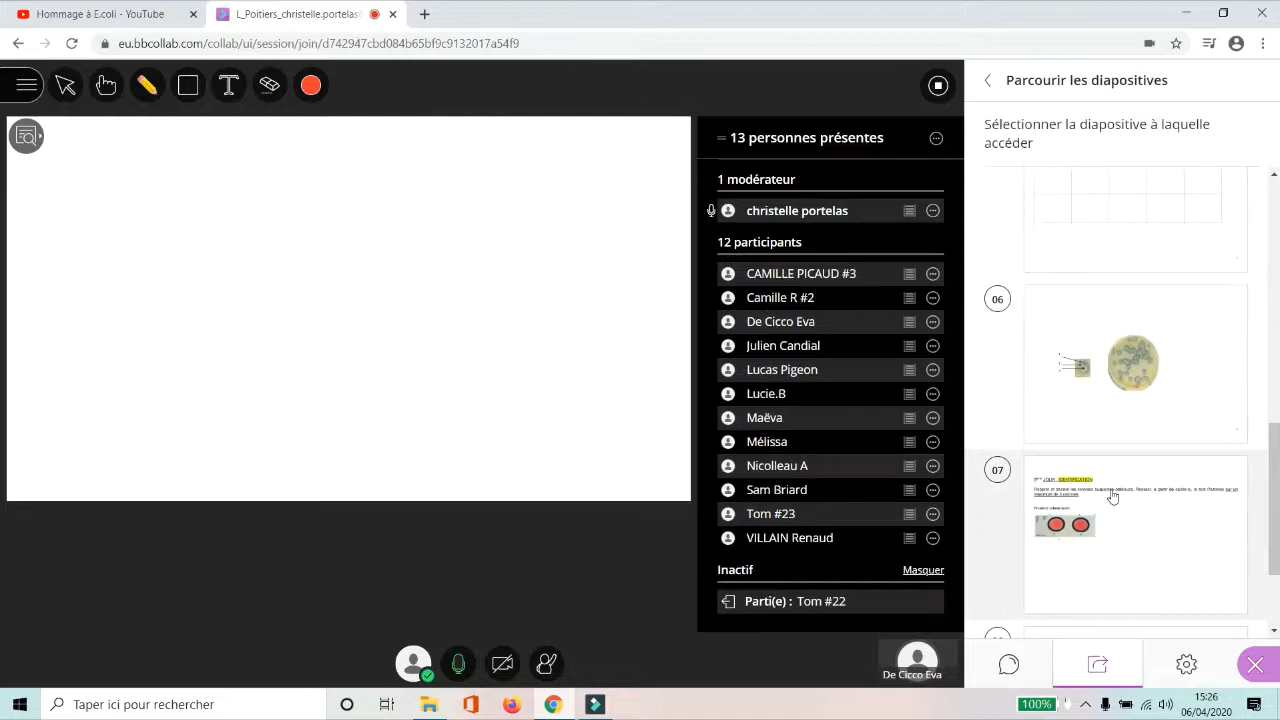 Hommage à E.coli - YouTube
L_Poitiers_christelle.portelas@
eu.bbcollab.com/collab/ui/session/join/d742947cbd084b65bf9c9132017a54f9
Parcourir les diapositives
Sélectionner la diapositive à laquelle
accéder
13 personnes présentes
1 modérateur
christelle portelas
12 participants
CAMILLE PICAUD #3
Camille R #2
De Cicco Eva
Julien Candial
Lucas Pigeon
Lucie.B
Maëva
Mélissa
Nicolleau A
Sam Briard
Tom #23
VILLAIN Renaud
Inactif Masquer
Parti(e) : Tom #22
06
07
JOUR : IDENTIFICATION
De Cicco Eva
Taper ici pour rechercher
100%
15:26
06/04/2020